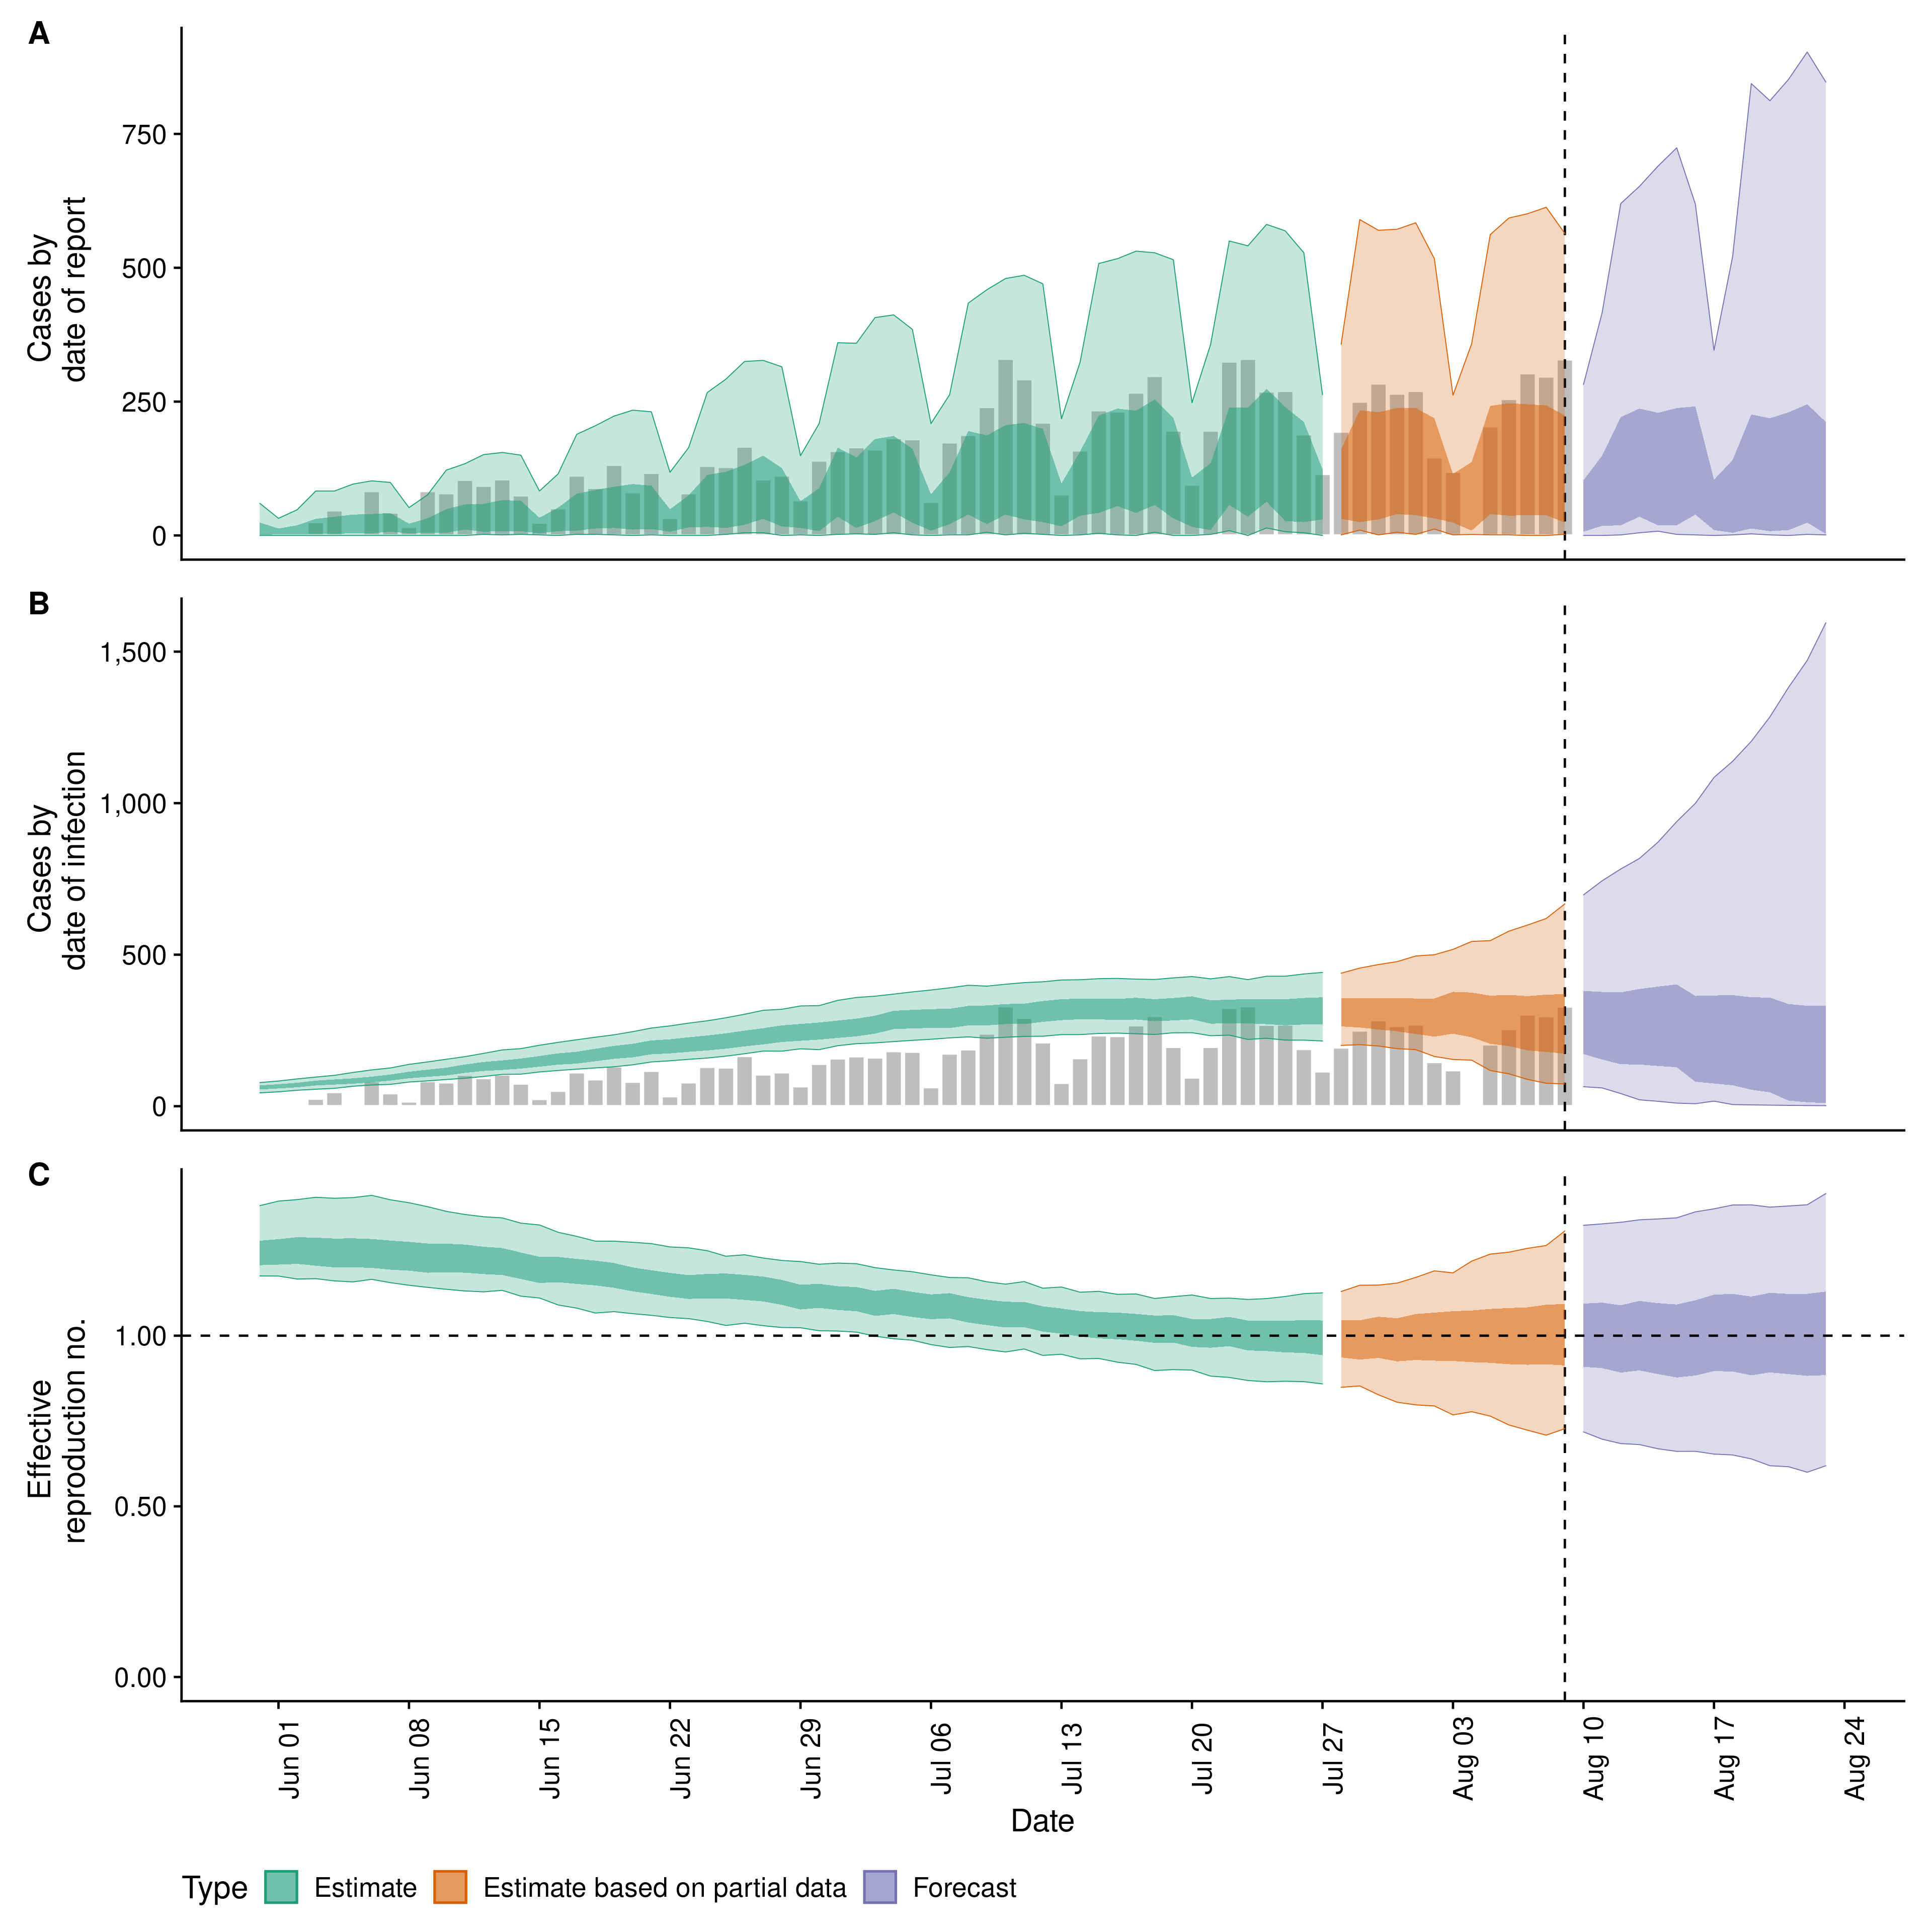 A
Cases by
date of report
750
500
250
0
B
Cases by
date of infection
1,500
1,000
500
0
C
Effective
reproduction no.
1.00
0.50
0.00
Jun 01
Jun 08
Jun 15
Jun 22
Jun 29
Jul 06
Jul 13
Jul 20
Jul 27
Aug 03
Aug 10
Aug 17
Aug 24
Date
Type Estimate Estimate based on partial data Forecast